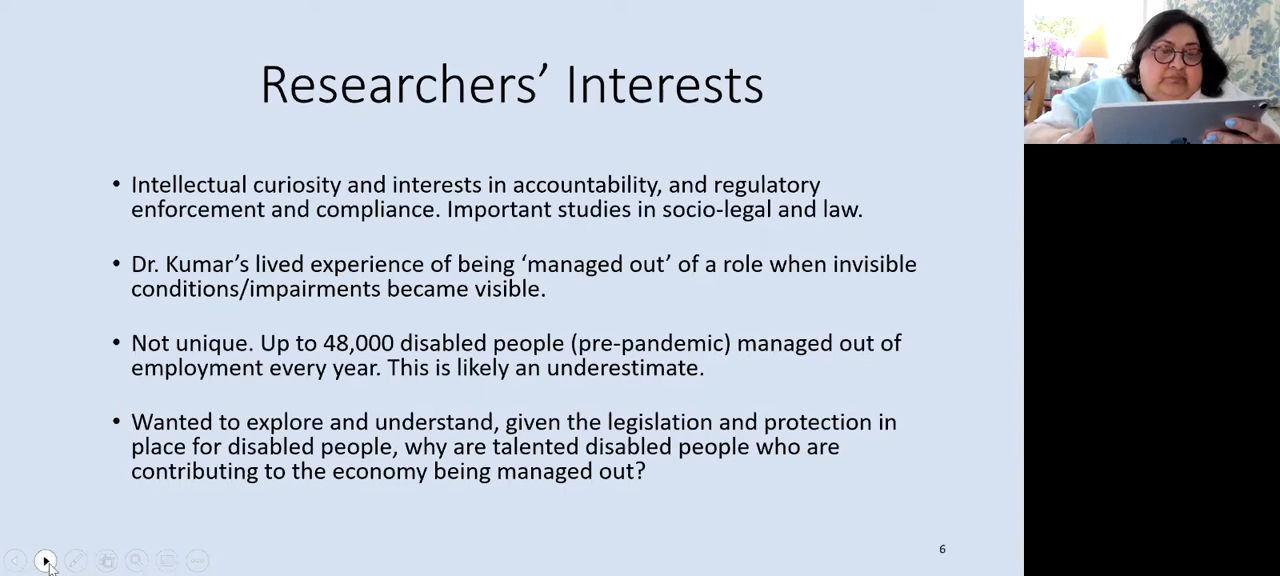 Researchers’ Interests
• Intellectual curiosity and interests in accountability, and regulatory
enforcement and compliance. Important studies in socio-legal and law.
• Dr. Kumar’s lived experience of being ‘managed out’ of a role when invisible
conditions/impairments became visible.
• Not unique. Up to 48,000 disabled people (pre-pandemic) managed out of
employment every year. This is likely an underestimate.
• Wanted to explore and understand, given the legislation and protection in
place for disabled people, why are talented disabled people who are
contributing to the economy being managed out?
6